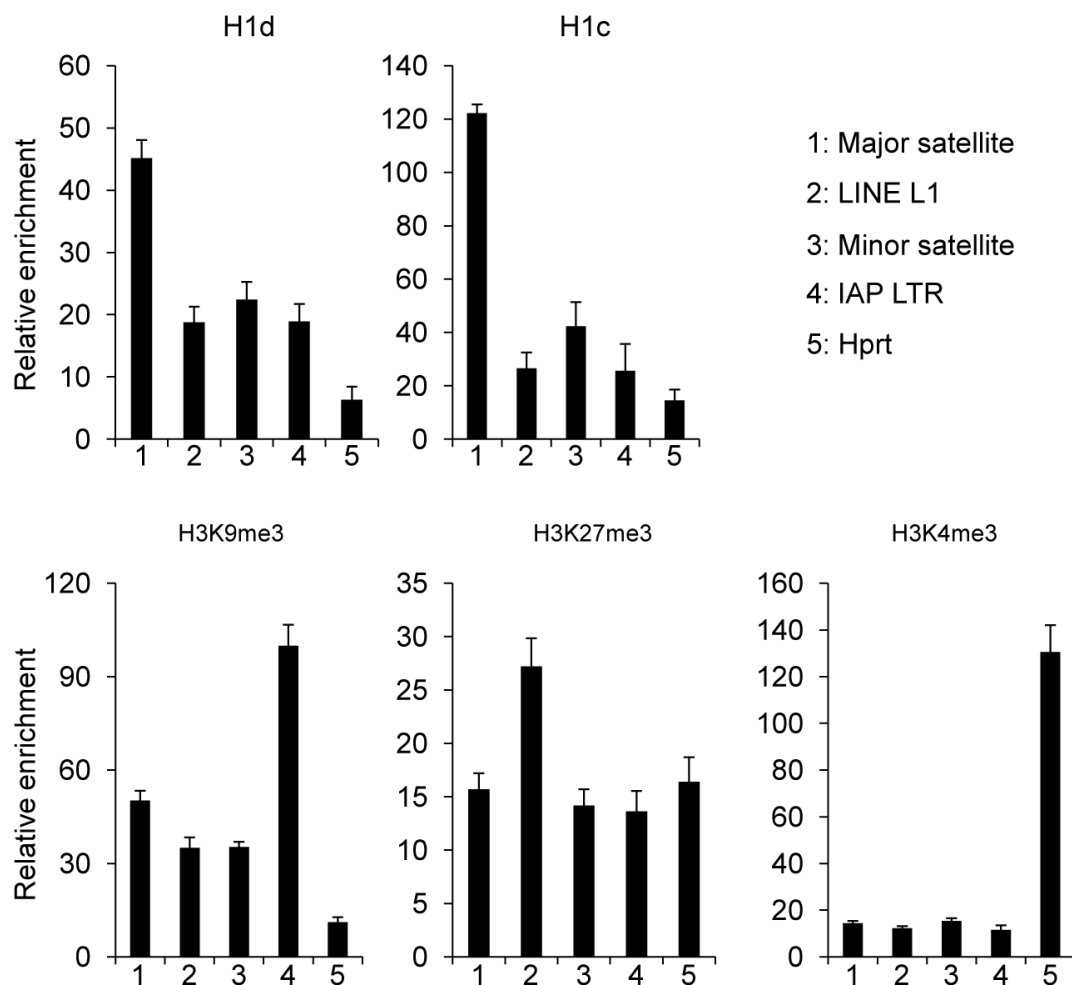 H1d
H1c
60
50
40
30
20
10
0
Relative enrichment
1 2 3 4 5
140
120
100
80
60
40
20
0
1 2 3 4 5
1: Major satellite
2: LINE L1
3: Minor satellite
4: IAP LTR
5: Hprt
H3K9me3
H3K27me3
H3K4me3
120
90
60
30
0
Relative enrichment
1 2 3 4 5
35
30
25
20
15
10
5
0
1 2 3 4 5
160
140
120
100
80
60
40
20
0
1 2 3 4 5